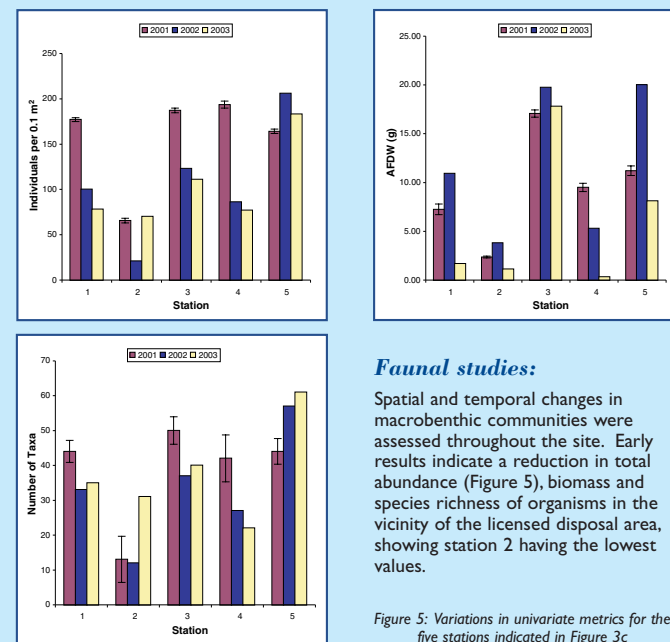 2001 2002 2003
250
200
150
100
50
0
Individuals per 0.1 m²
1 2 3 4 5
Station
2001 2002 2003
25.00
20.00
15.00
10.00
5.00
0.00
AFDW (g)
1 2 3 4 5
Station
2001 2002 2003
70
60
50
40
30
20
10
0
Number of Taxa
1 2 3 4 5
Station
Faunal studies:
Spatial and temporal changes in
macrobenthic communities were
assessed throughout the site. Early
results indicate a reduction in total
abundance (Figure 5), biomass and
species richness of organisms in the
vicinity of the licensed disposal area,
showing station 2 having the lowest
values.
Figure 5: Variations in univariate metrics for the
five stations indicated in Figure 3c